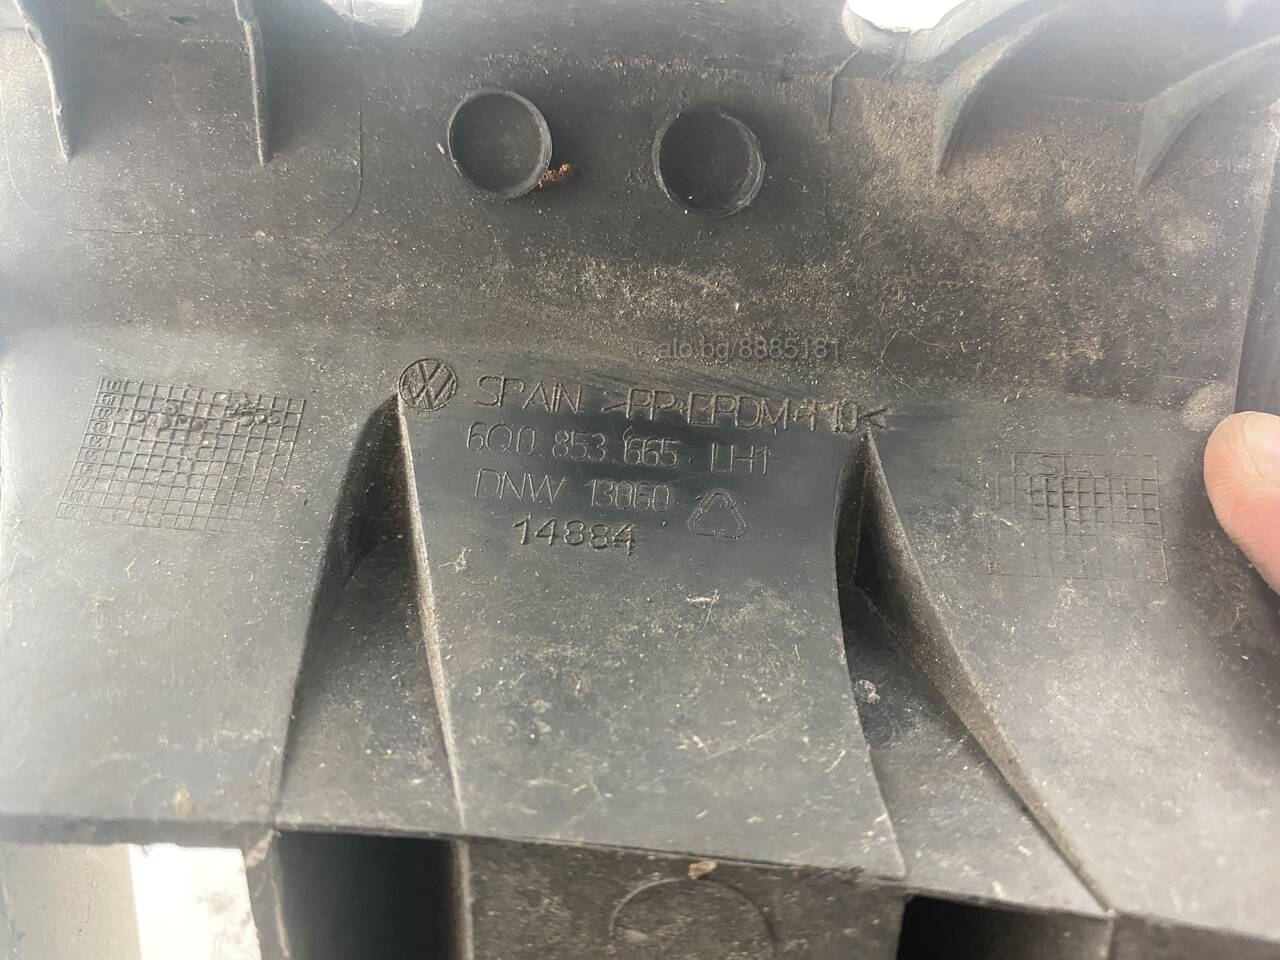 alo.bg/8885181
SPAIN >PP+EPDM+T10<
6Q0 853 665 LH1
DNW 13060
14884